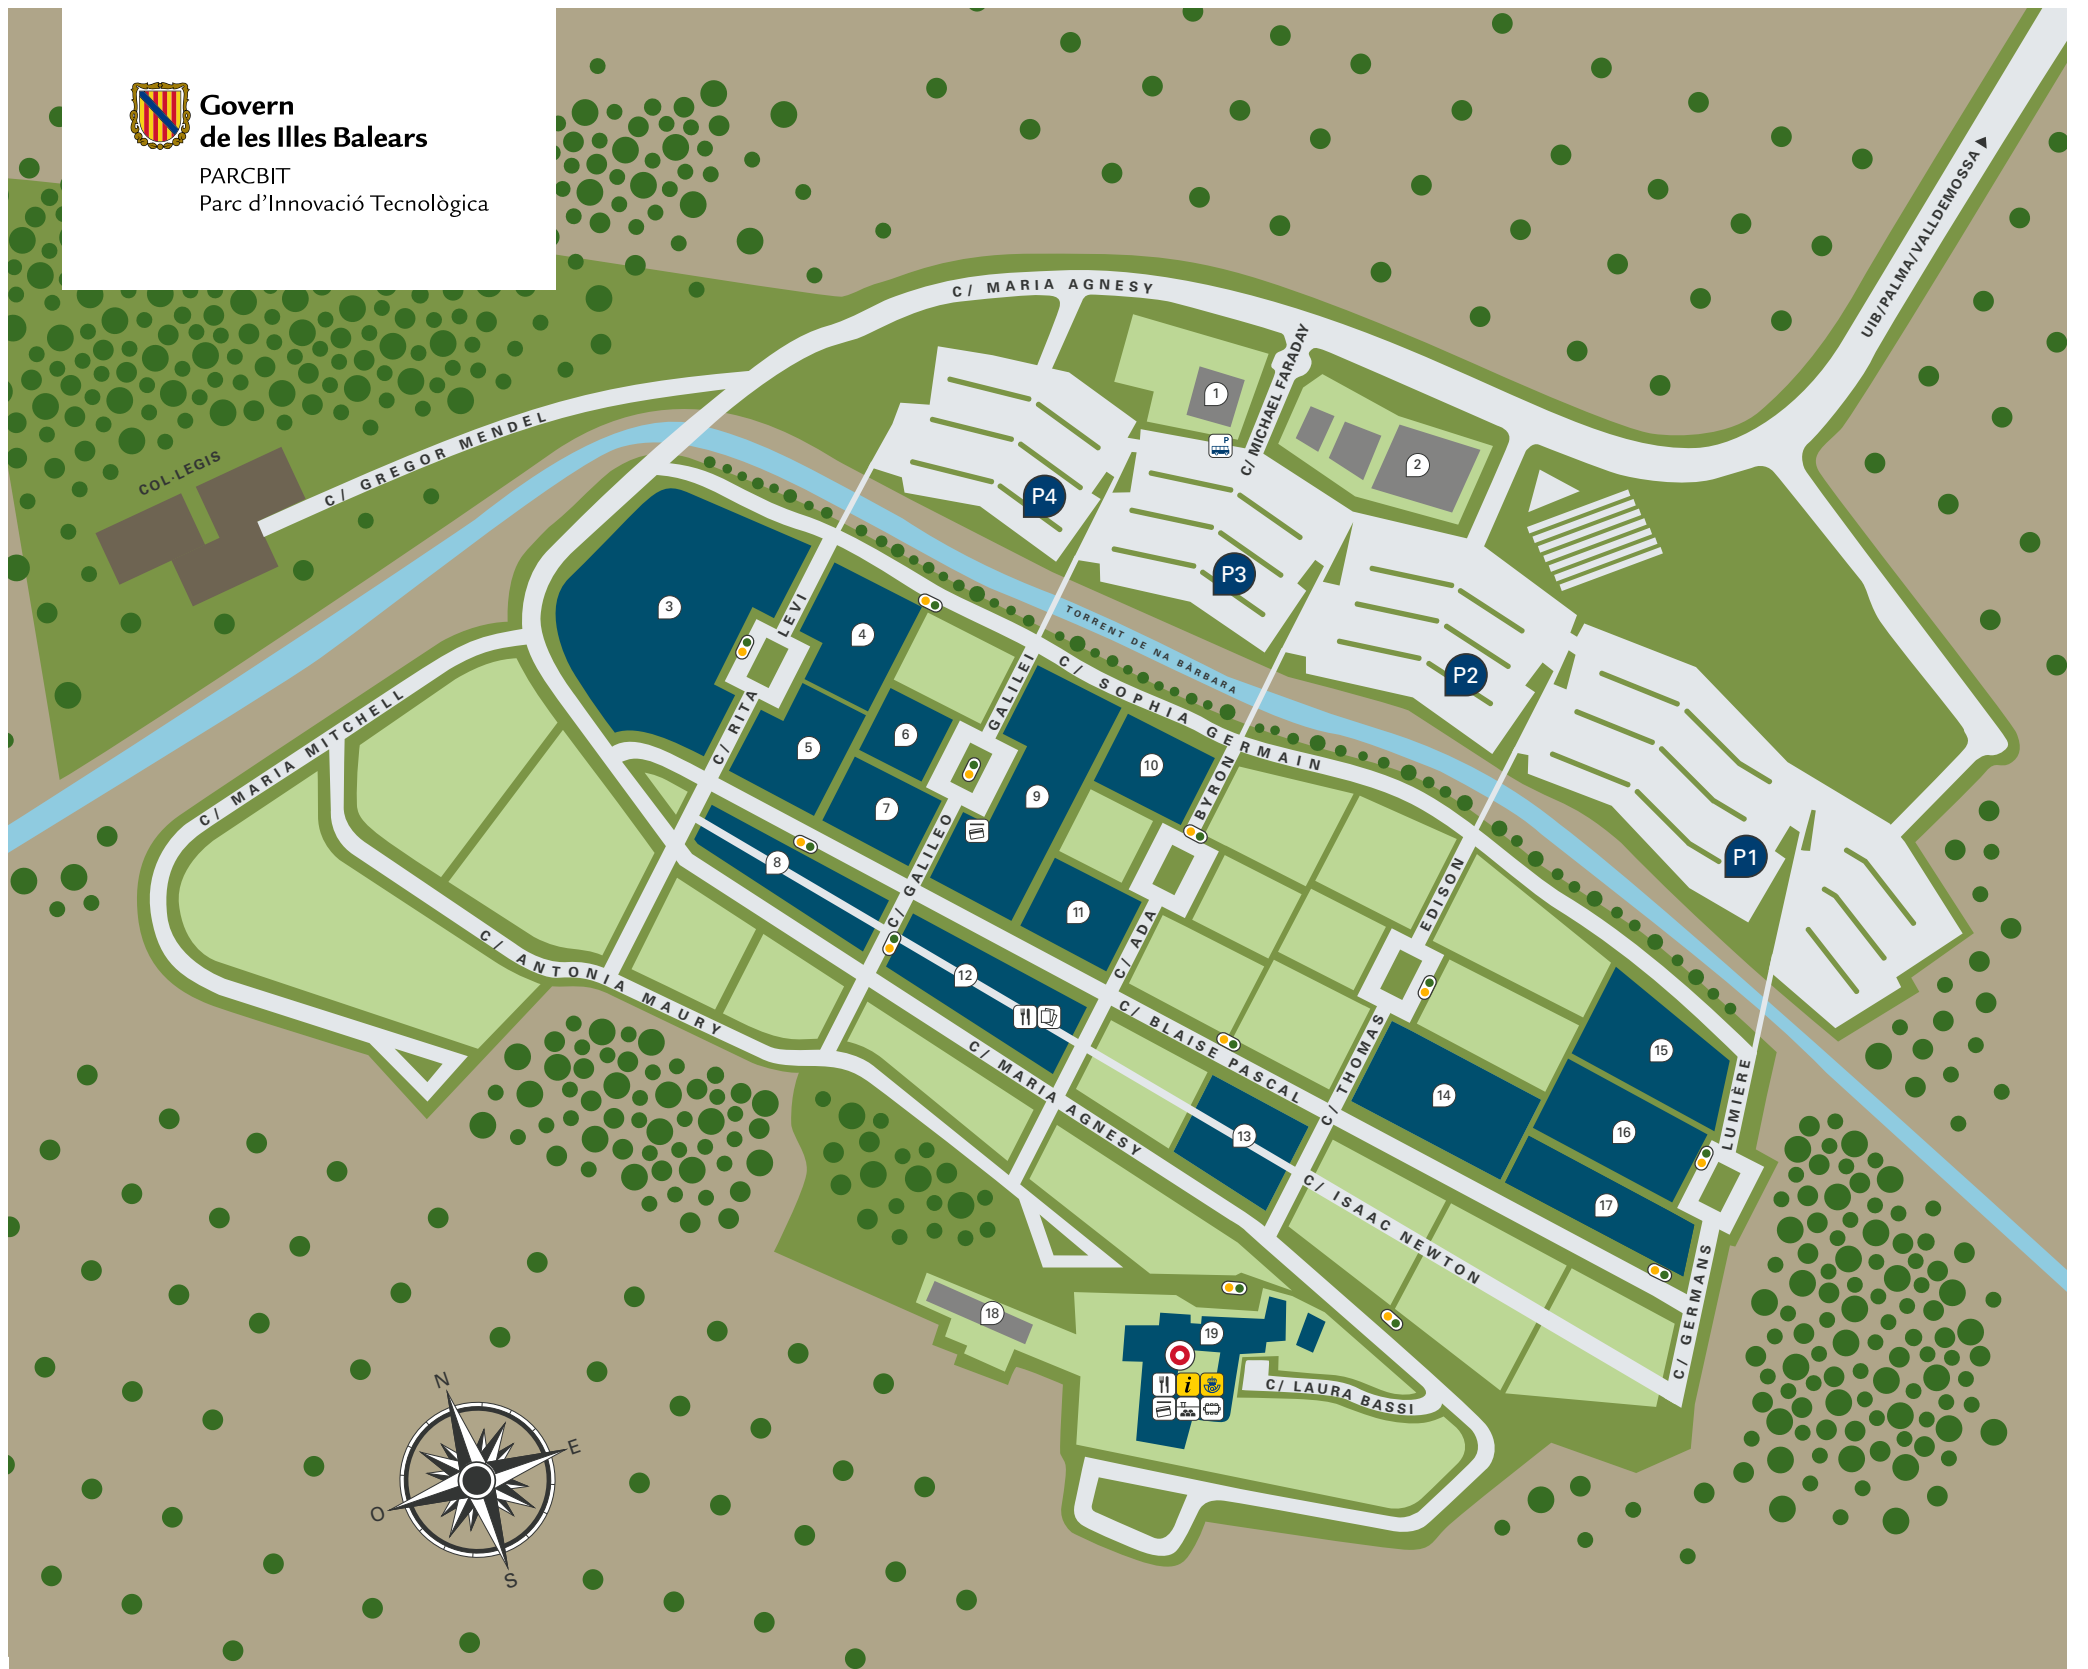 Govern
de les Illes Balears
PARCBIT
Parc d'Innovació Tecnològica
UIB/PALMA/VALLDEMOSSA
C/ MARIA AGNESY
C/ MICHAEL FARADAY
1
P
2
COL·LEGIS
C/ GREGOR MENDEL
P4
P3
P2
P1
TORRENT DE NA BÀRBARA
C/ SOPHIA GERMAIN
3
4
5
6
7
8
9
10
11
12
13
14
15
16
17
18
19
C/ RITA LEVI
C/ GALILEO GALILEI
C/ ADA BYRON
C/ THOMAS EDISON
C/ GERMANS LUMIÈRE
C/ MARIA MITCHELL
C/ ANTONIA MAURY
C/ MARIA AGNESY
C/ BLAISE PASCAL
C/ ISAAC NEWTON
C/ LAURA BASSI
i
N
E
O
S